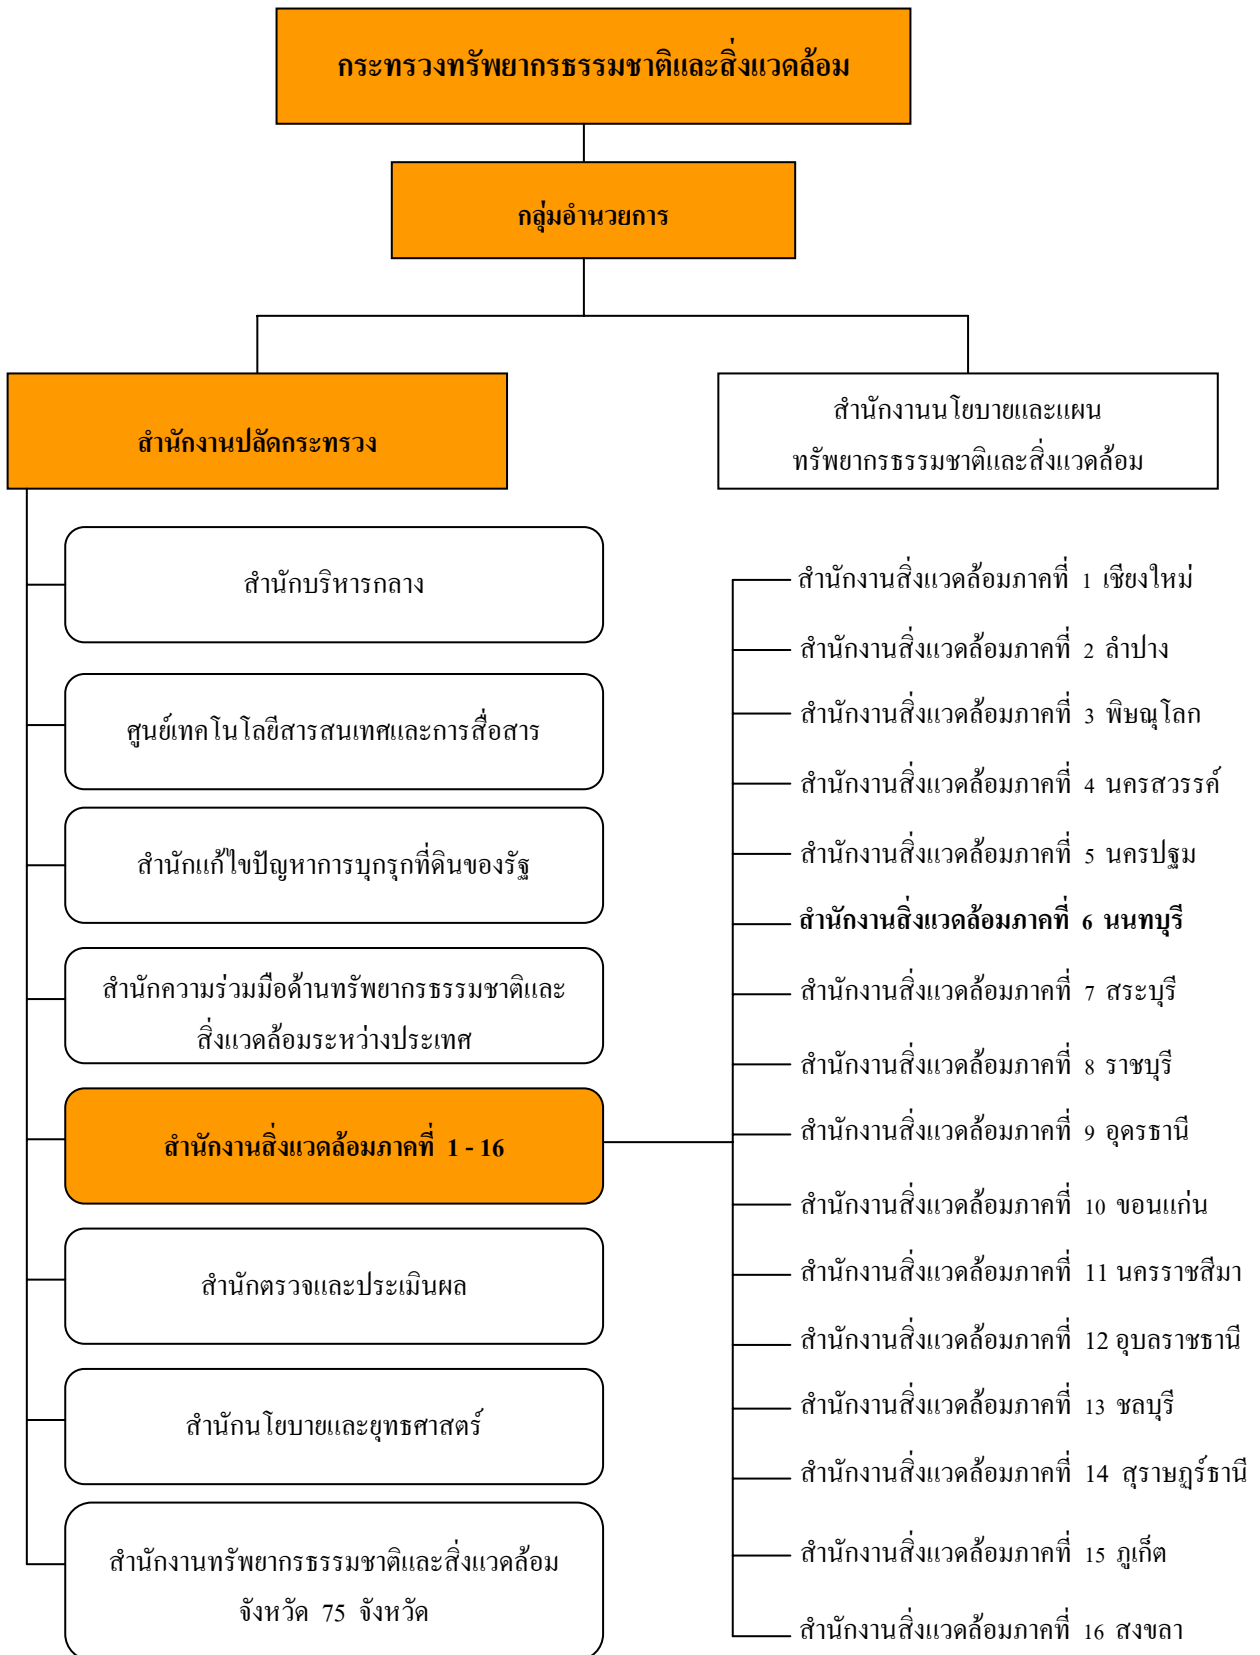 กระทรวงทรัพยากรธรรมชาติและสิ่งแวดล้อม
กลุ่มอำนวยการ
สำนักงานปลัดกระทรวง
สำนักงานนโยบายและแผน
ทรัพยากรธรรมชาติและสิ่งแวดล้อม
สำนักบริหารกลาง
ศูนย์เทคโนโลยีสารสนเทศและการสื่อสาร
สำนักแก้ไขปัญหาการบุกรุกที่ดินของรัฐ
สำนักความร่วมมือด้านทรัพยากรธรรมชาติและ
สิ่งแวดล้อมระหว่างประเทศ
สำนักงานสิ่งแวดล้อมภาคที่ 1 - 16
สำนักตรวจและประเมินผล
สำนักนโยบายและยุทธศาสตร์
สำนักงานทรัพยากรธรรมชาติและสิ่งแวดล้อม
จังหวัด 75 จังหวัด
สำนักงานสิ่งแวดล้อมภาคที่ 1 เชียงใหม่
สำนักงานสิ่งแวดล้อมภาคที่ 2 ลำปาง
สำนักงานสิ่งแวดล้อมภาคที่ 3 พิษณุโลก
สำนักงานสิ่งแวดล้อมภาคที่ 4 นครสวรรค์
สำนักงานสิ่งแวดล้อมภาคที่ 5 นครปฐม
สำนักงานสิ่งแวดล้อมภาคที่ 6 นนทบุรี
สำนักงานสิ่งแวดล้อมภาคที่ 7 สระบุรี
สำนักงานสิ่งแวดล้อมภาคที่ 8 ราชบุรี
สำนักงานสิ่งแวดล้อมภาคที่ 9 อุดรธานี
สำนักงานสิ่งแวดล้อมภาคที่ 10 ขอนแก่น
สำนักงานสิ่งแวดล้อมภาคที่ 11 นครราชสีมา
สำนักงานสิ่งแวดล้อมภาคที่ 12 อุบลราชธานี
สำนักงานสิ่งแวดล้อมภาคที่ 13 ชลบุรี
สำนักงานสิ่งแวดล้อมภาคที่ 14 สุราษฎร์ธานี
สำนักงานสิ่งแวดล้อมภาคที่ 15 ภูเก็ต
สำนักงานสิ่งแวดล้อมภาคที่ 16 สงขลา